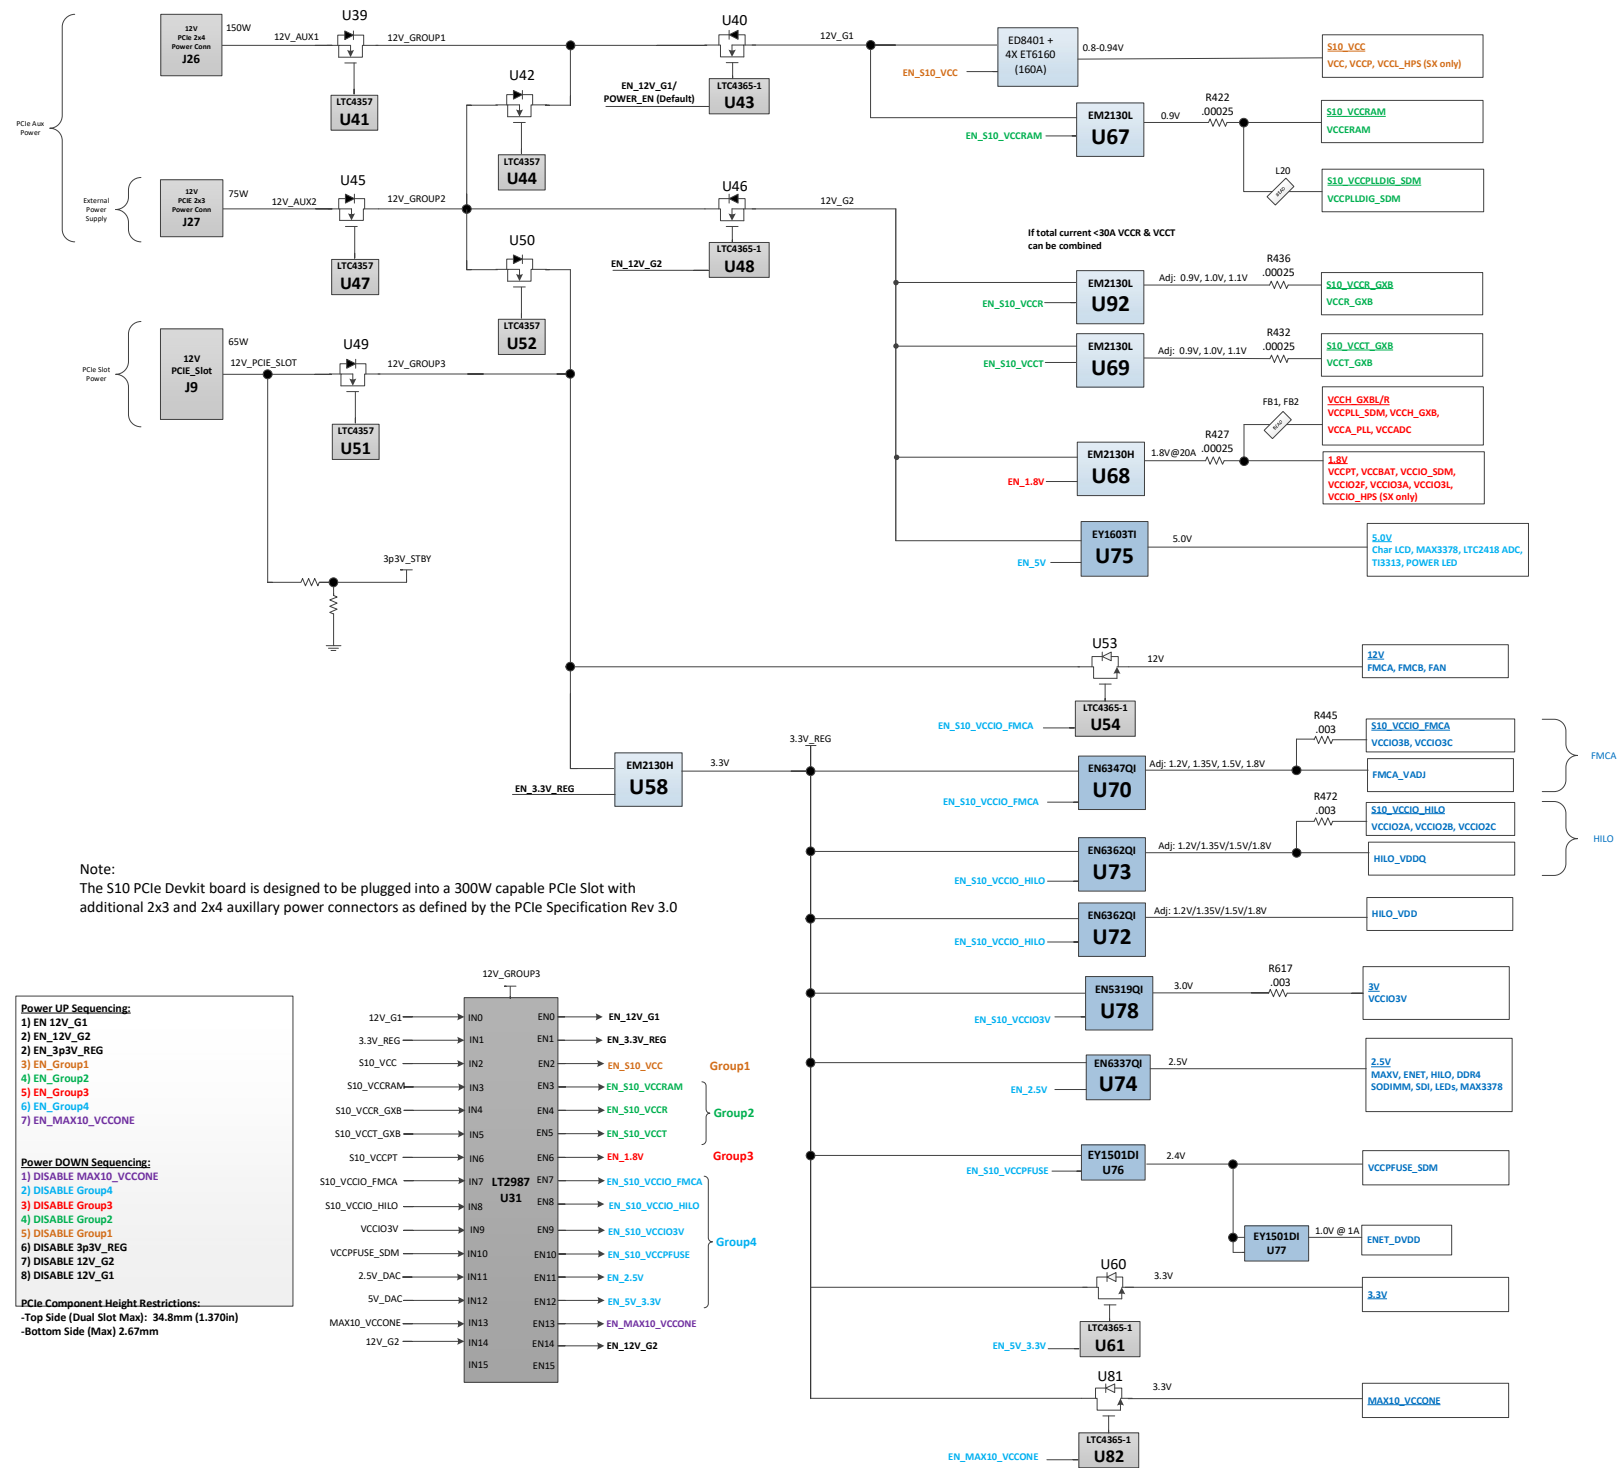 12V
PCIe 2x4
Power Conn
J26
150W
12V_AUX1
U39
12V_GROUP1
LTC4357
U41
U42
LTC4357
U44
U40
EN_12V_G1/
POWER_EN (Default)
LTC4365-1
U43
12V_G1
EN_S10_VCC
ED8401 +
4X ET6160
(160A)
0.8-0.94V
S10_VCC
VCC, VCCP, VCCL_HPS (SX only)
EN_S10_VCCRAM
EM2130L
U67
0.9V
R422
.00025
S10_VCCRAM
VCCERAM
L20
BEAD
S10_VCCPLLDIG_SDM
VCCPLLDIG_SDM
PCIe Aux
Power
External
Power
Supply
12V
PCIE 2x3
Power Conn
J27
75W
12V_AUX2
U45
12V_GROUP2
LTC4357
U47
U50
LTC4357
U52
U46
EN_12V_G2
LTC4365-1
U48
12V_G2
If total current <30A VCCR & VCCT
can be combined
EN_S10_VCCR
EM2130L
U92
Adj: 0.9V, 1.0V, 1.1V
R436
.00025
S10_VCCR_GXB
VCCR_GXB
EN_S10_VCCT
EM2130L
U69
Adj: 0.9V, 1.0V, 1.1V
R432
.00025
S10_VCCT_GXB
VCCT_GXB
PCIe Slot
Power
12V
PCIE_Slot
J9
65W
12V_PCIE_SLOT
U49
12V_GROUP3
LTC4357
U51
3p3V_STBY
EN_1.8V
EM2130H
U68
1.8V@20A
R427
.00025
FB1, FB2
BEAD
VCCH_GXBL/R
VCCPLL_SDM, VCCH_GXB,
VCCA_PLL, VCCADC
1.8V
VCCPT, VCCBAT, VCCIO_SDM,
VCCIO2F, VCCIO3A, VCCIO3L,
VCCIO_HPS (SX only)
EN_5V
EY1603TI
U75
5.0V
5.0V
Char LCD, MAX3378, LTC2418 ADC,
TI3313, POWER LED
U53
12V
EN_S10_VCCIO_FMCA
LTC4365-1
U54
12V
FMCA, FMCB, FAN
EN_3.3V_REG
EM2130H
U58
3.3V
3.3V_REG
EN_S10_VCCIO_FMCA
EN6347QI
U70
Adj: 1.2V, 1.35V, 1.5V, 1.8V
R445
.003
S10_VCCIO_FMCA
VCCIO3B, VCCIO3C
FMCA_VADJ
FMCA
EN_S10_VCCIO_HILO
EN6362QI
U73
Adj: 1.2V/1.35V/1.5V/1.8V
R472
.003
S10_VCCIO_HILO
VCCIO2A, VCCIO2B, VCCIO2C
HILO_VDDQ
HILO
EN_S10_VCCIO_HILO
EN6362QI
U72
Adj: 1.2V/1.35V/1.5V/1.8V
HILO_VDD
EN_S10_VCCIO3V
EN5319QI
U78
3.0V
R617
.003
3V
VCCIO3V
EN_2.5V
EN6337QI
U74
2.5V
2.5V
MAXV, ENET, HILO, DDR4
SODIMM, SDI, LEDs, MAX3378
EN_S10_VCCPFUSE
EY1501DI
U76
2.4V
VCCPFUSE_SDM
EY1501DI
U77
1.0V @ 1A
ENET_DVDD
U60
3.3V
EN_5V_3.3V
LTC4365-1
U61
3.3V
U81
3.3V
EN_MAX10_VCCONE
LTC4365-1
U82
MAX10_VCCONE
Note:
The S10 PCIe Devkit board is designed to be plugged into a 300W capable PCIe Slot with
additional 2x3 and 2x4 auxillary power connectors as defined by the PCIe Specification Rev 3.0
Power UP Sequencing:
1) EN 12V_G1
2) EN_12V_G2
2) EN_3p3V_REG
3) EN_Group1
4) EN_Group2
5) EN_Group3
6) EN_Group4
7) EN_MAX10_VCCONE
Power DOWN Sequencing:
1) DISABLE MAX10_VCCONE
2) DISABLE Group4
3) DISABLE Group3
4) DISABLE Group2
5) DISABLE Group1
6) DISABLE 3p3V_REG
7) DISABLE 12V_G2
8) DISABLE 12V_G1
PCIe Component Height Restrictions:
-Top Side (Dual Slot Max): 34.8mm (1.370in)
-Bottom Side (Max) 2.67mm
12V_GROUP3
LT2987
U31
12V_G1 IN0 EN0 EN_12V_G1
3.3V_REG IN1 EN1 EN_3.3V_REG
S10_VCC IN2 EN2 EN_S10_VCC Group1
S10_VCCRAM IN3 EN3 EN_S10_VCCRAM
S10_VCCR_GXB IN4 EN4 EN_S10_VCCR Group2
S10_VCCT_GXB IN5 EN5 EN_S10_VCCT
S10_VCCPT IN6 EN6 EN_1.8V Group3
S10_VCCIO_FMCA IN7 EN7 EN_S10_VCCIO_FMCA
S10_VCCIO_HILO IN8 EN8 EN_S10_VCCIO_HILO
VCCIO3V IN9 EN9 EN_S10_VCCIO3V Group4
VCCPFUSE_SDM IN10 EN10 EN_S10_VCCPFUSE
2.5V_DAC IN11 EN11 EN_2.5V
5V_DAC IN12 EN12 EN_5V_3.3V
MAX10_VCCONE IN13 EN13 EN_MAX10_VCCONE
12V_G2 IN14 EN14 EN_12V_G2
IN15 EN15